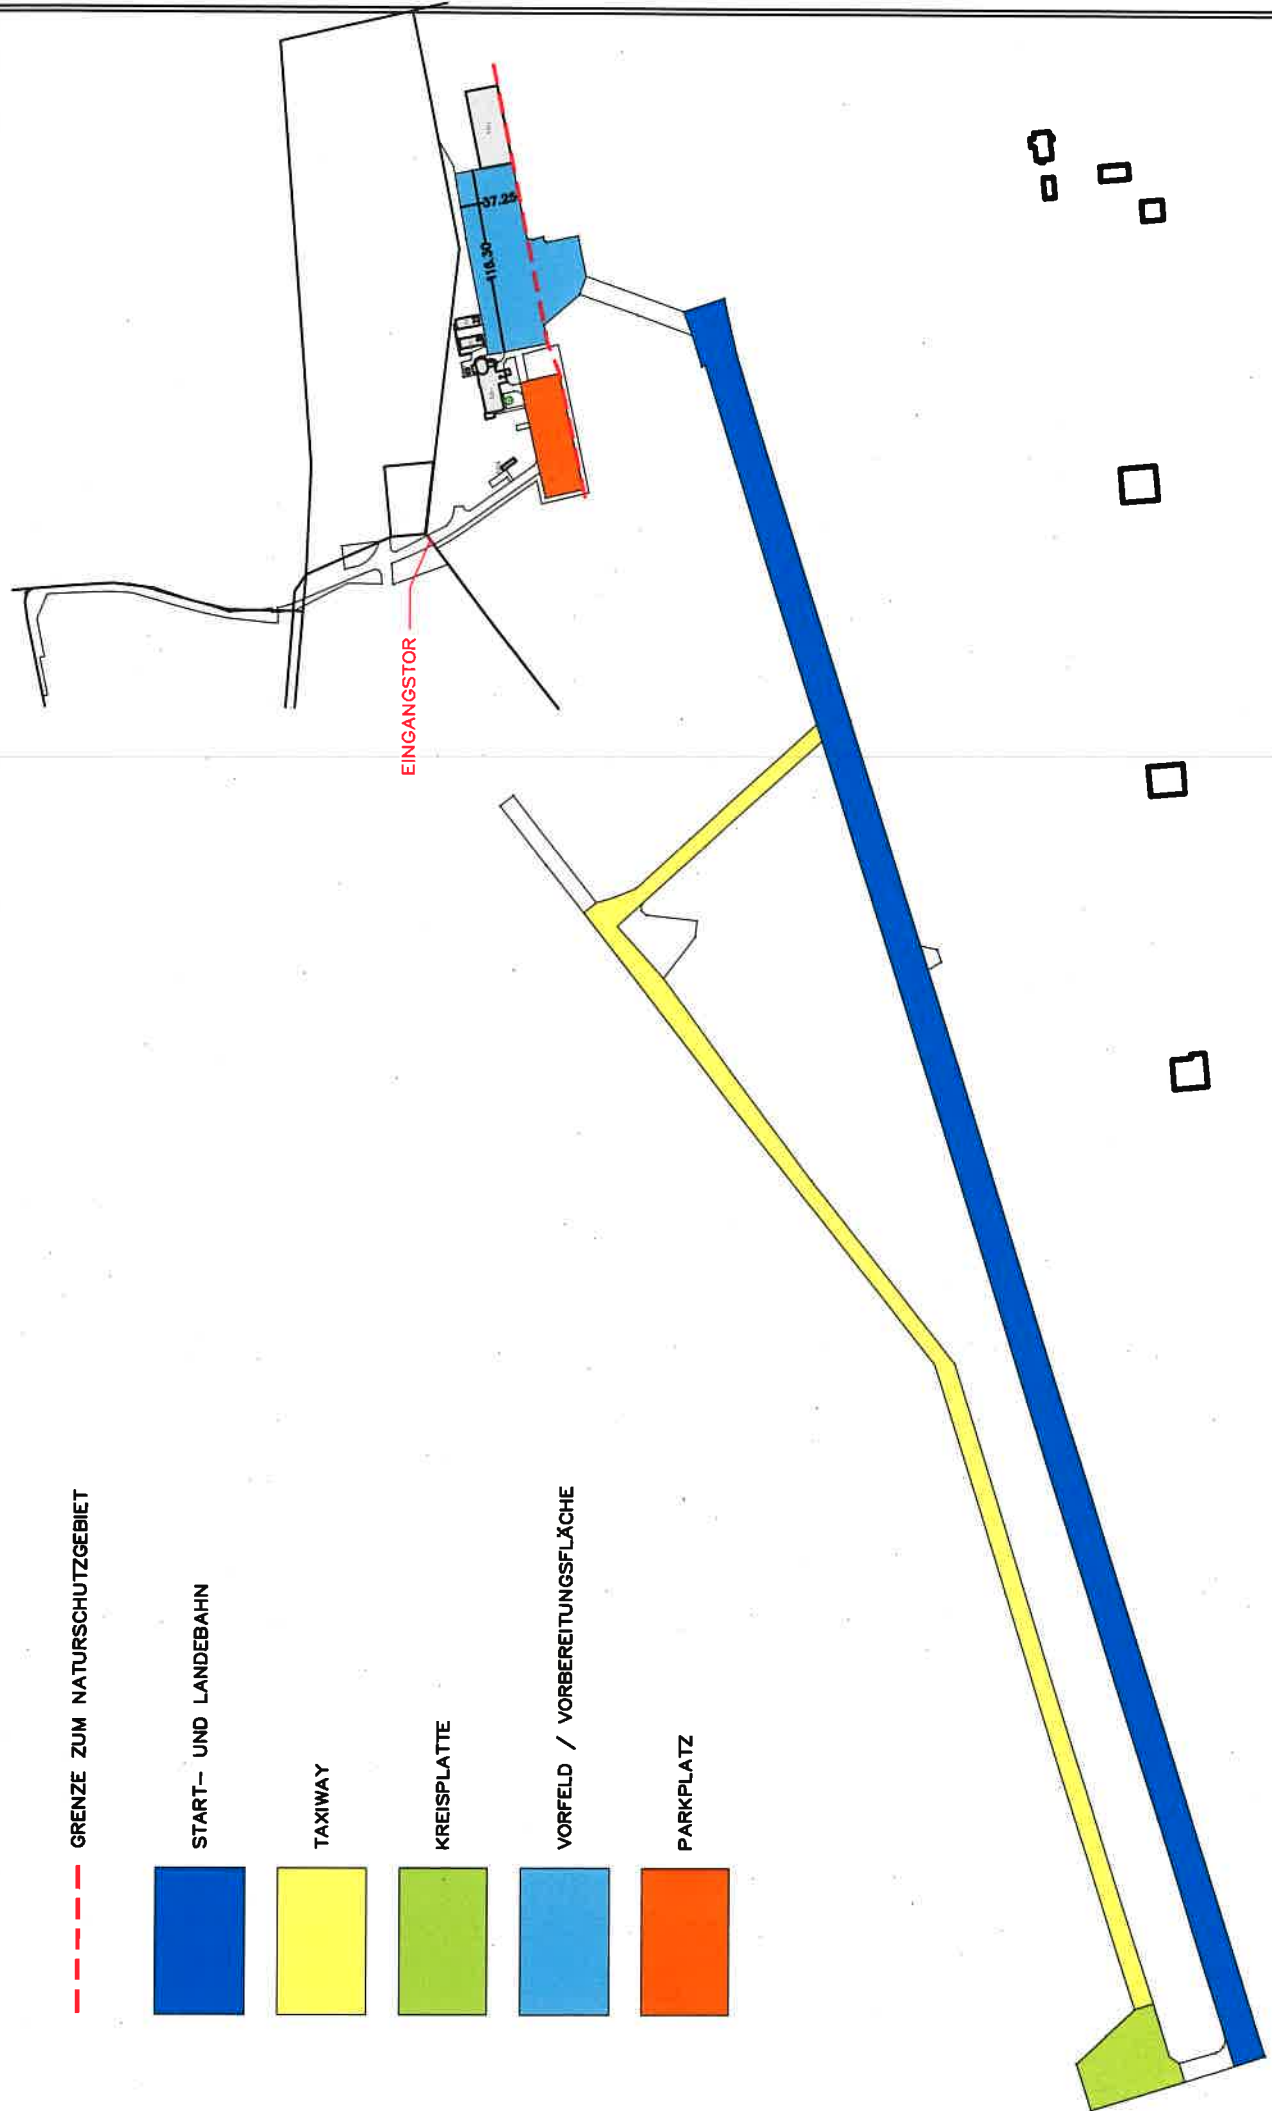 GRENZE ZUM NATURSCHUTZGEBIET
START- UND LANDEBAHN
TAXIWAY
KREISPLATTE
VORFELD / VORBEREITUNGSFLÄCHE
PARKPLATZ
EINGANGSTOR
37.25
118.30